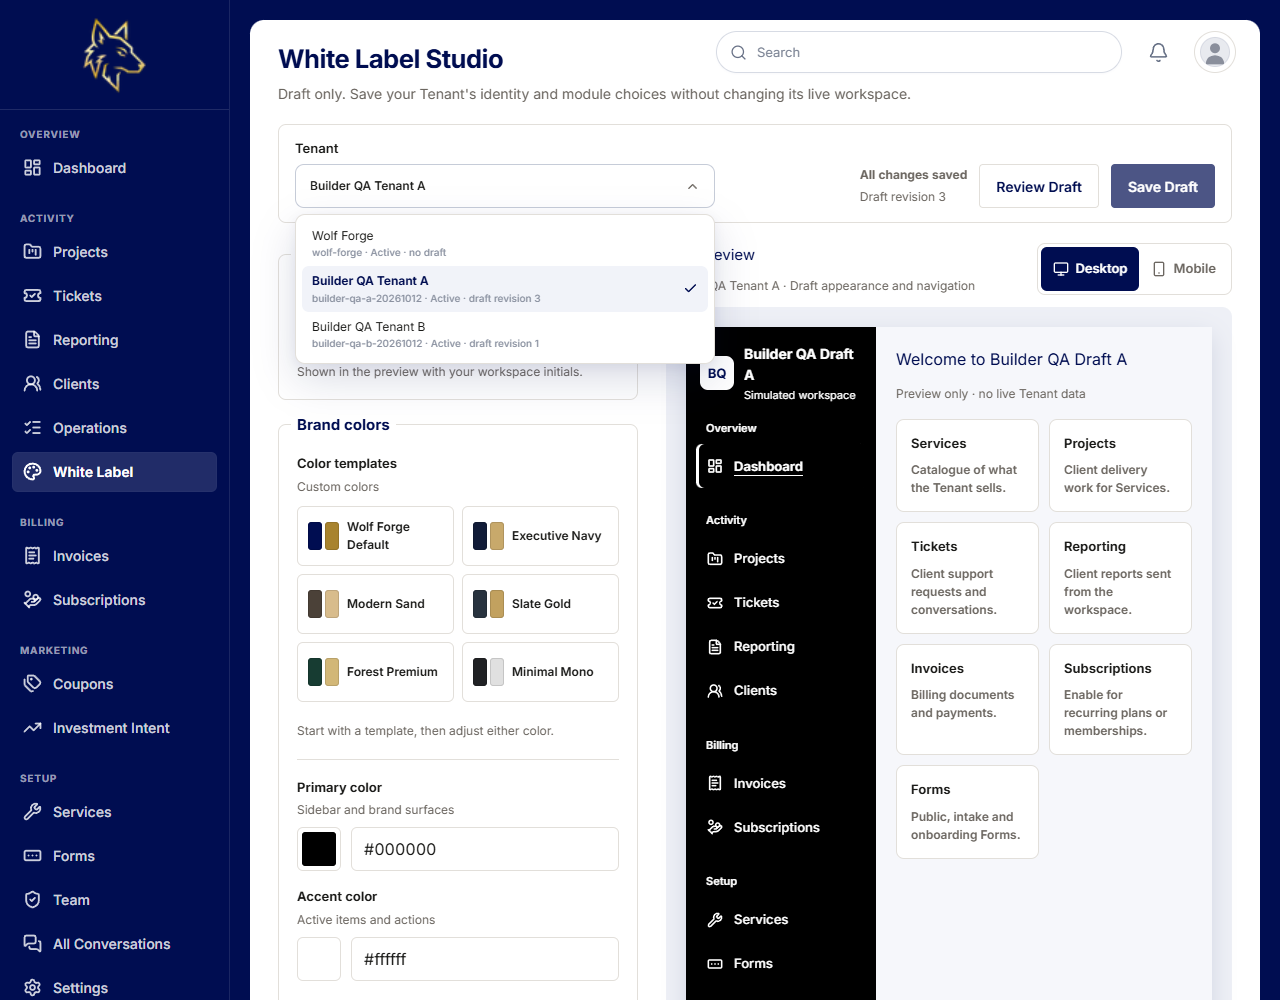 OVERVIEW
Dashboard
ACTIVITY
Projects
Tickets
Reporting
Clients
Operations
White Label
BILLING
Invoices
Subscriptions
MARKETING
Coupons
Investment Intent
SETUP
Services
Forms
Team
All Conversations
Settings
White Label Studio
Search
Draft only. Save your Tenant's identity and module choices without changing its live workspace.
Tenant
Builder QA Tenant A
All changes saved
Draft revision 3
Review Draft
Save Draft
Wolf Forge
wolf-forge · Active · no draft
Builder QA Tenant A
builder-qa-a-20261012 · Active · draft revision 3
Builder QA Tenant B
builder-qa-b-20261012 · Active · draft revision 1
Shown in the preview with your workspace initials.
Brand colors
Color templates
Custom colors
Wolf Forge
Default
Executive Navy
Modern Sand
Slate Gold
Forest Premium
Minimal Mono
Start with a template, then adjust either color.
Primary color
Sidebar and brand surfaces
#000000
Accent color
Active items and actions
#ffffff
eview
QA Tenant A · Draft appearance and navigation
Desktop
Mobile
BQ
Builder QA Draft
A
Simulated workspace
Overview
Dashboard
Activity
Projects
Tickets
Reporting
Clients
Billing
Invoices
Subscriptions
Setup
Services
Forms
Welcome to Builder QA Draft A
Preview only · no live Tenant data
Services
Catalogue of what
the Tenant sells.
Projects
Client delivery
work for Services.
Tickets
Client support
requests and
conversations.
Reporting
Client reports sent
from the
workspace.
Invoices
Billing documents
and payments.
Subscriptions
Enable for
recurring plans or
memberships.
Forms
Public, intake and
onboarding Forms.